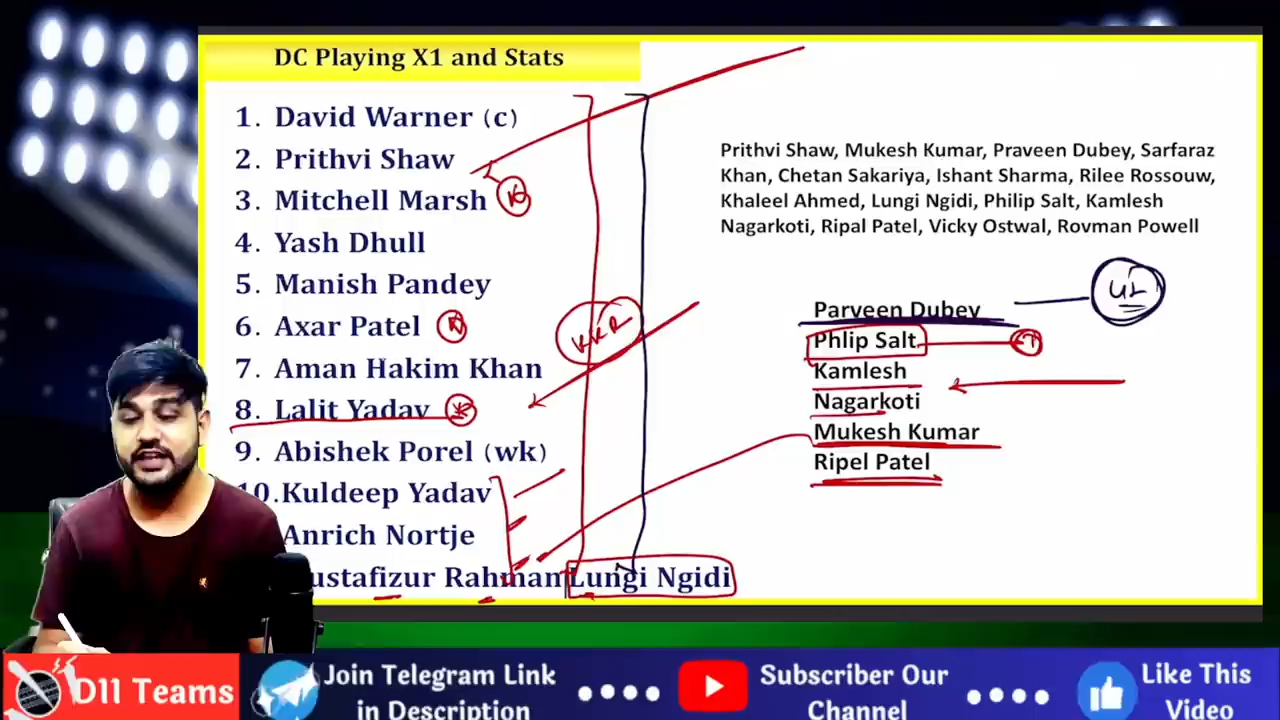 DC Playing X1 and Stats
1. David Warner (c)
2. Prithvi Shaw
3. Mitchell Marsh
4. Yash Dhull
5. Manish Pandey
6. Axar Patel
7. Aman Hakim Khan
8. Lalit Yadav
9. Abishek Porel (wk)
10.Kuldeep Yadav
Anrich Nortje
ustafizur Rahman Lungi Ngidi
KKR
Prithvi Shaw, Mukesh Kumar, Praveen Dubey, Sarfaraz
Khan, Chetan Sakariya, Ishant Sharma, Rilee Rossouw,
Khaleel Ahmed, Lungi Ngidi, Philip Salt, Kamlesh
Nagarkoti, Ripal Patel, Vicky Ostwal, Rovman Powell
Parveen Dubey
Phlip Salt
Kamlesh
Nagarkoti
Mukesh Kumar
Ripel Patel
D11 Teams
Join Telegram Link
in Description
Subscriber Our
Channel
Like This
Video